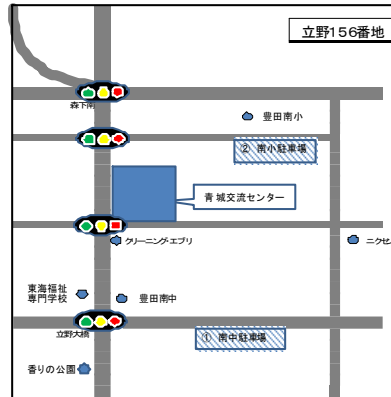 立野156番地
森下南
豊田南小
② 南小駐車場
青城交流センター
クリーニング・エブリ
ニクセ
東海福祉
専門学校
豊田南中
立野大橋
① 南中駐車場
香りの公園